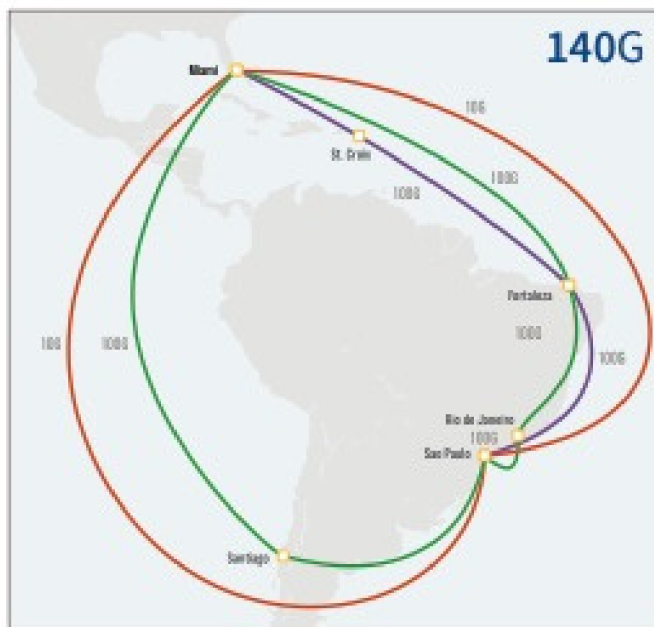 140G
Miami
10G
St. Croix
100G
100G
Fortaleza
100G
10G
100G
100G
Rio de Janeiro
100G
Sao Paulo
Santiago